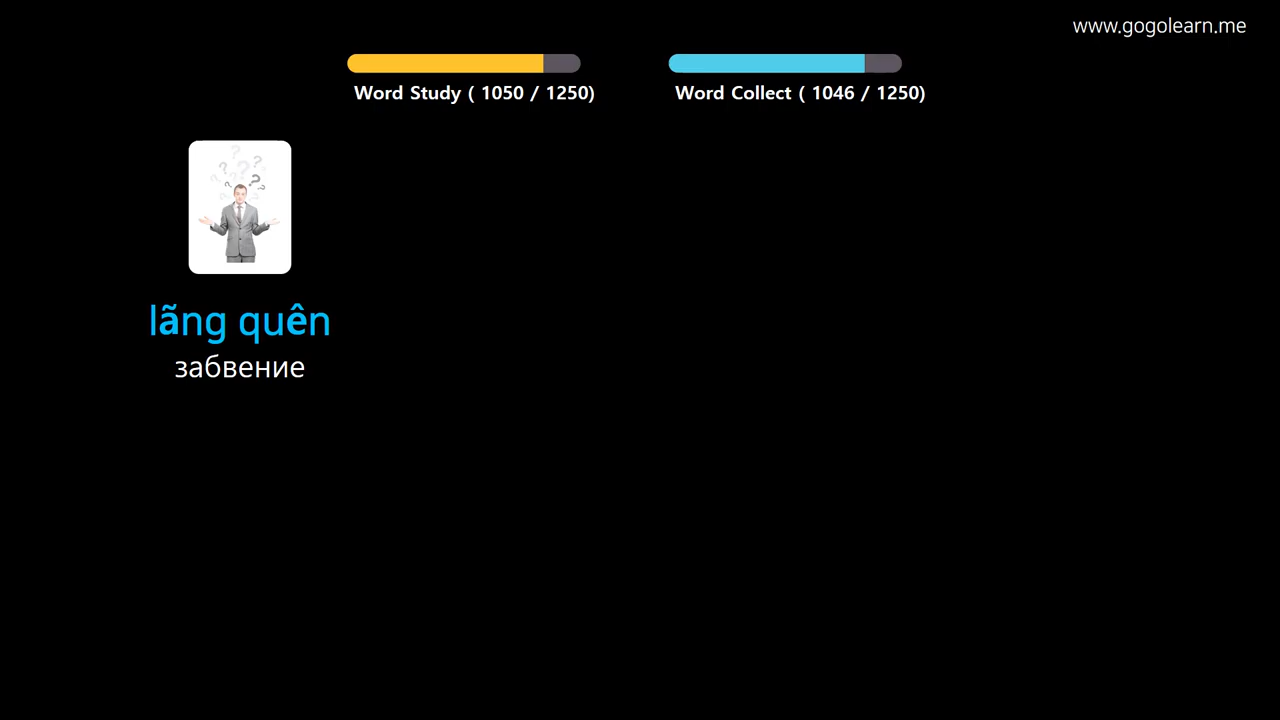 www.gogolearn.me
Word Study ( 1050 / 1250)
Word Collect ( 1046 / 1250)
lãng quên
забвение